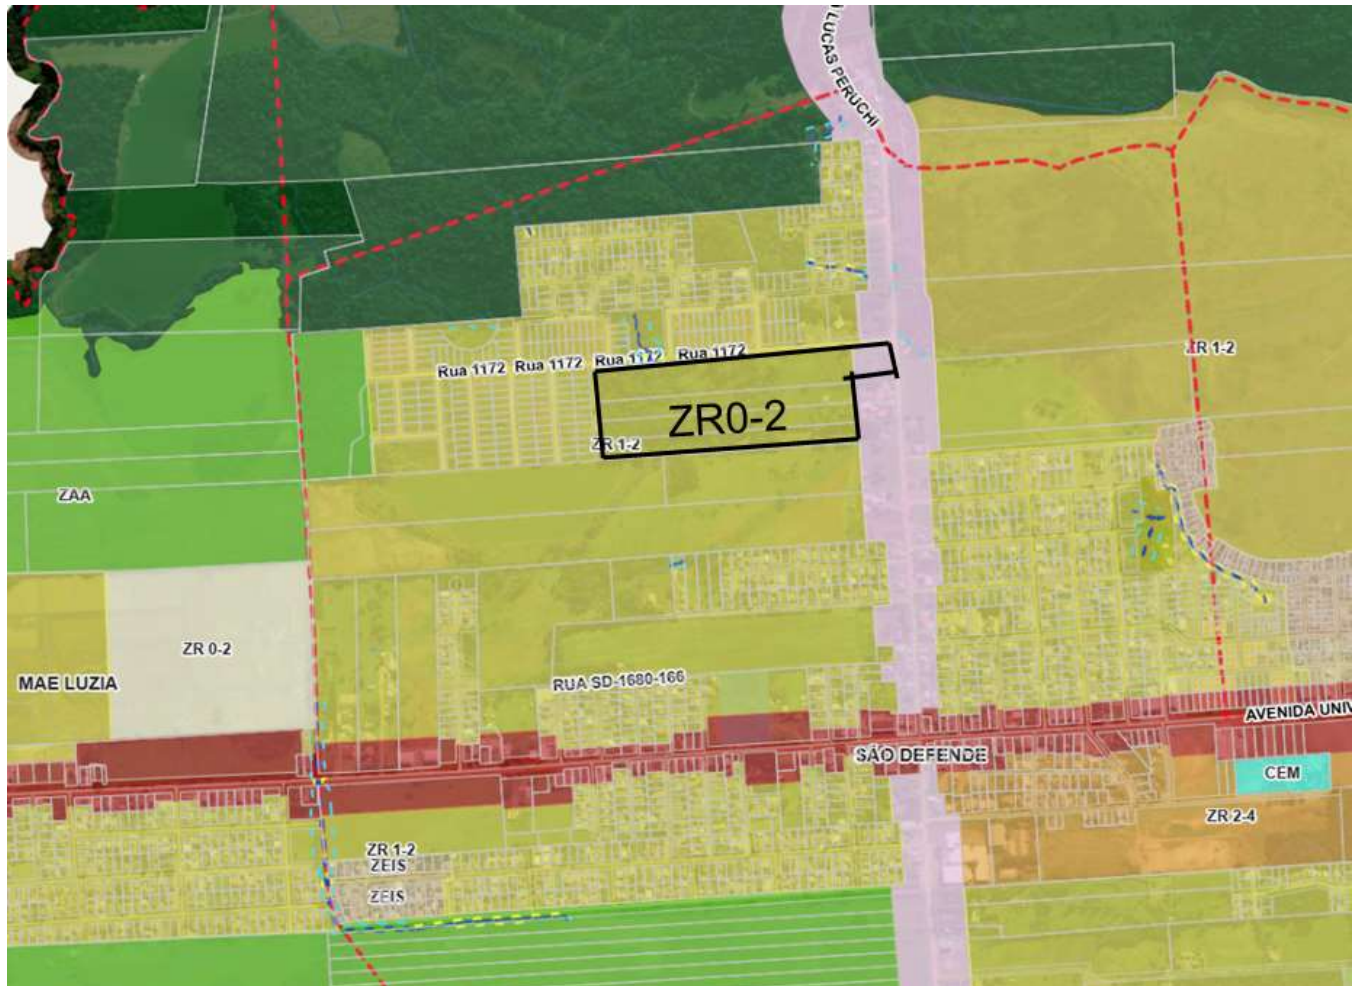 LUCAS PERUCHI
ZR 1-2
Rua 1172 Rua 1172 Rua 1172 Rua 1172
ZR0-2
ZR 1-2
ZAA
ZR 0-2
MAE LUZIA
RUA SD-1680-166
AVENIDA UNIV
SÃO DEFENDE
CEM
ZR 2-4
ZR 1-2
ZEIS
ZEIS